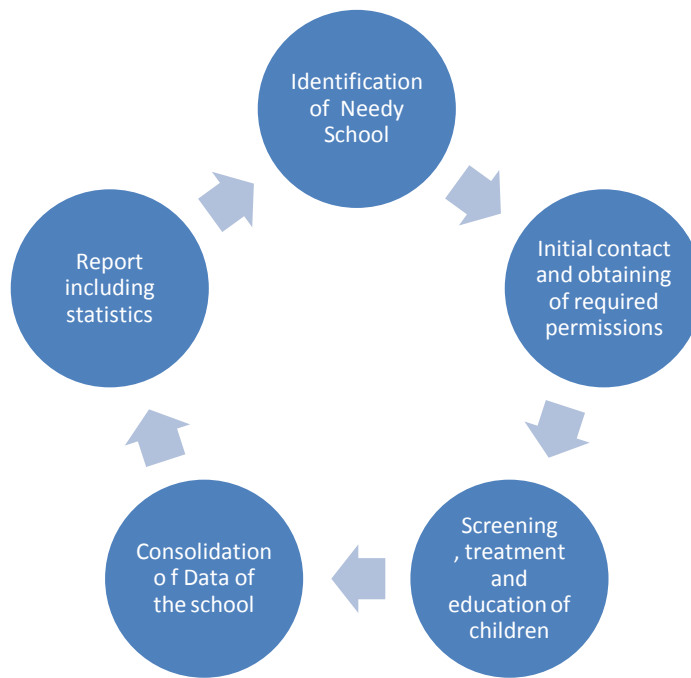 Identification
of Needy
School
Initial contact
and obtaining
of required
permissions
Screening
, treatment
and
education of
children
Consolidation
o f Data of
the school
Report
including
statistics